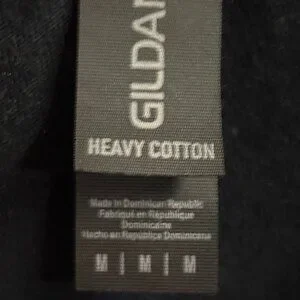 GILDAN
HEAVY COTTON
Made in Dominican Republic
Fabriqué en République
Dominicaine
Hecho en República Dominicana
M | M | M